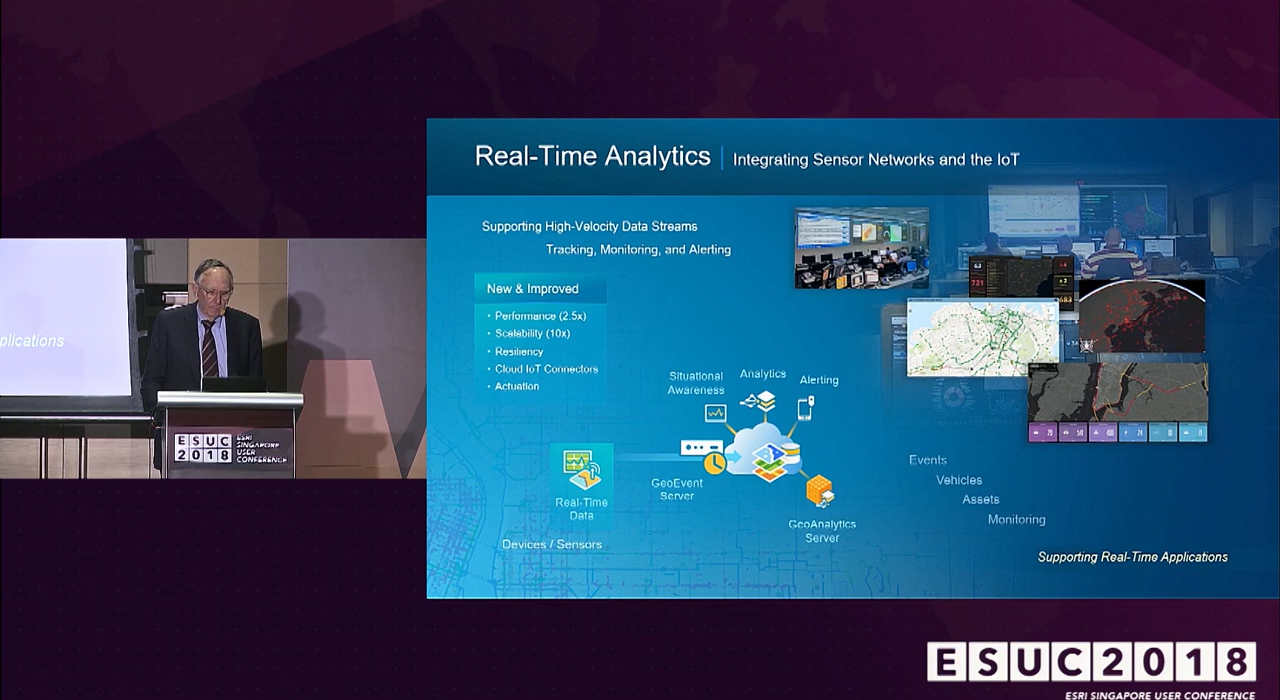 Real-Time Analytics | Integrating Sensor Networks and the IoT
Supporting High-Velocity Data Streams
Tracking, Monitoring, and Alerting
New & Improved
• Performance (2.5x)
• Scalability (10x)
• Resiliency
• Cloud IoT Connectors
• Actuation
Situational
Awareness
Analytics
Alerting
GeoEvent
Server
Real-Time
Data
Devices / Sensors
GeoAnalytics
Server
Events
Vehicles
Assets
Monitoring
Supporting Real-Time Applications
plications
ESUC
2018
ESRI
SINGAPORE
USER
CONFERENCE
ESUC2018
ESRI SINGAPORE USER CONFERENCE